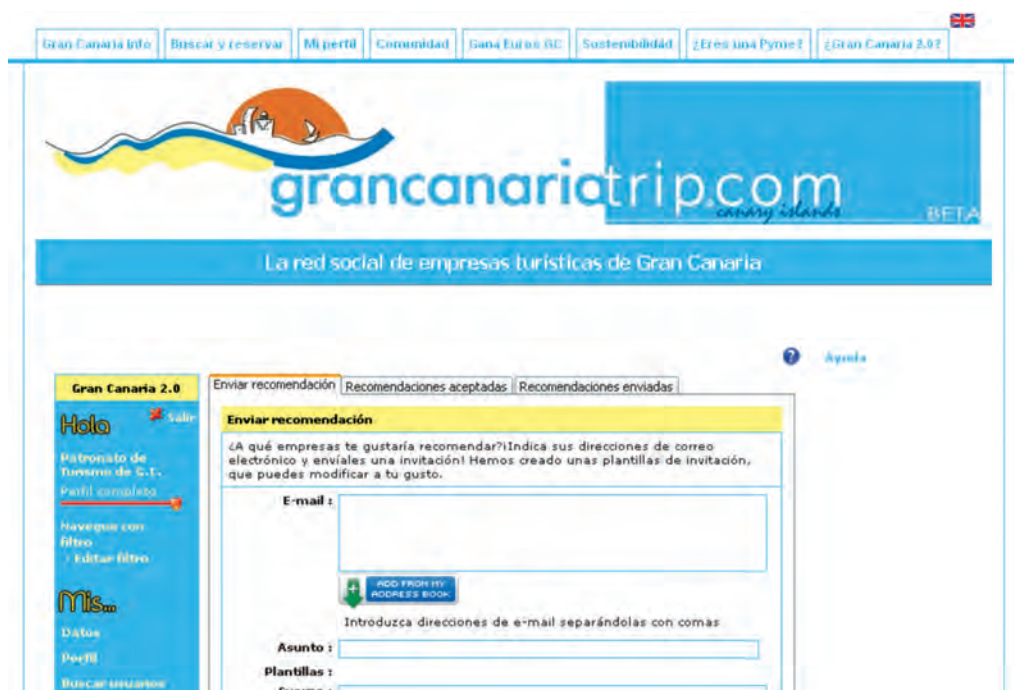 Gran Canaria Info Buscar y reservar Mi perfil Comunidad Gana Euros GC Sostenibilidad ¿Eres una Pyme? ¿Gran Canaria 2.0?
grancanariatrip.com
canary islands
BETA
La red social de empresas turísticas de Gran Canaria
? Ayuda
Gran Canaria 2.0
Hola Salir
Patronato de
Turismo de G.C.
Perfil completo
Navegue con
filtro
- Editar filtro
Mis...
Datos
Perfil
Buscar usuarios
Enviar recomendación Recomendaciones aceptadas Recomendaciones enviadas
Enviar recomendación
¿A qué empresas te gustaría recomendar?¡Indica sus direcciones de correo
electrónico y envíales una invitación! Hemos creado unas plantillas de invitación,
que puedes modificar a tu gusto.
E-mail :
ADD FROM MY
ADDRESS BOOK
Introduzca direcciones de e-mail separándolas con comas
Asunto :
Plantillas :